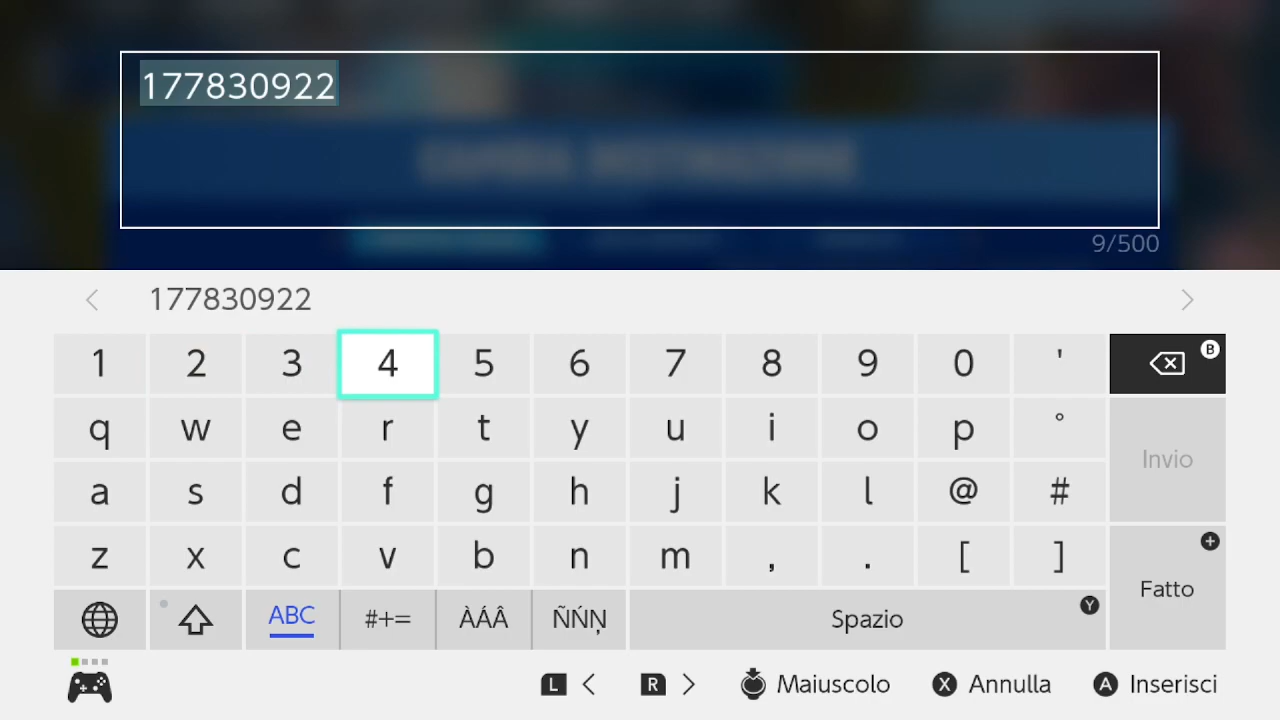 177830922
9/500
177830922
1 2 3 4 5 6 7 8 9 0 ' B
q w e r t y u i o p ° Invio
a s d f g h j k l @ #
z x c v b n m , . [ ] + Fatto
ABC #+= ÀÁÂ ÑŃŅ Spazio Y
L R Maiuscolo X Annulla A Inserisci